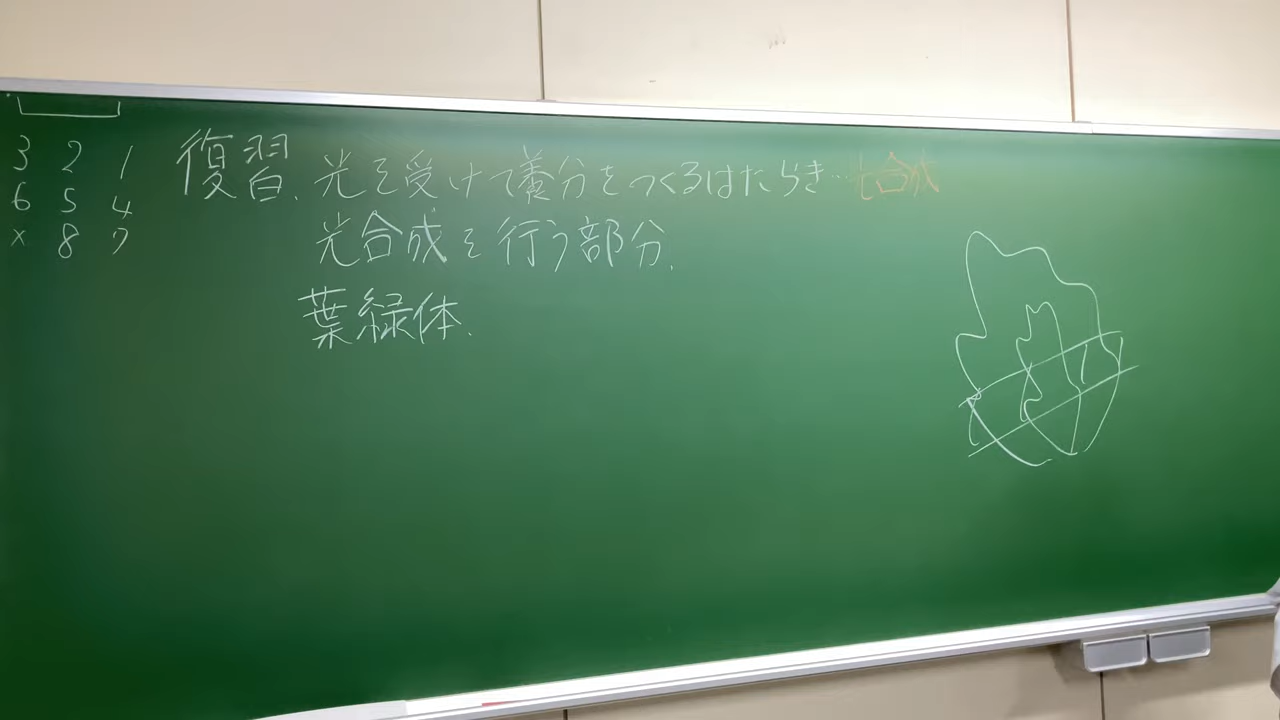 3 2 1
6 5 4
× 8 7
復習. 光を受けて養分をつくるはたらき…光合成
光合成を行う部分.
葉緑体.